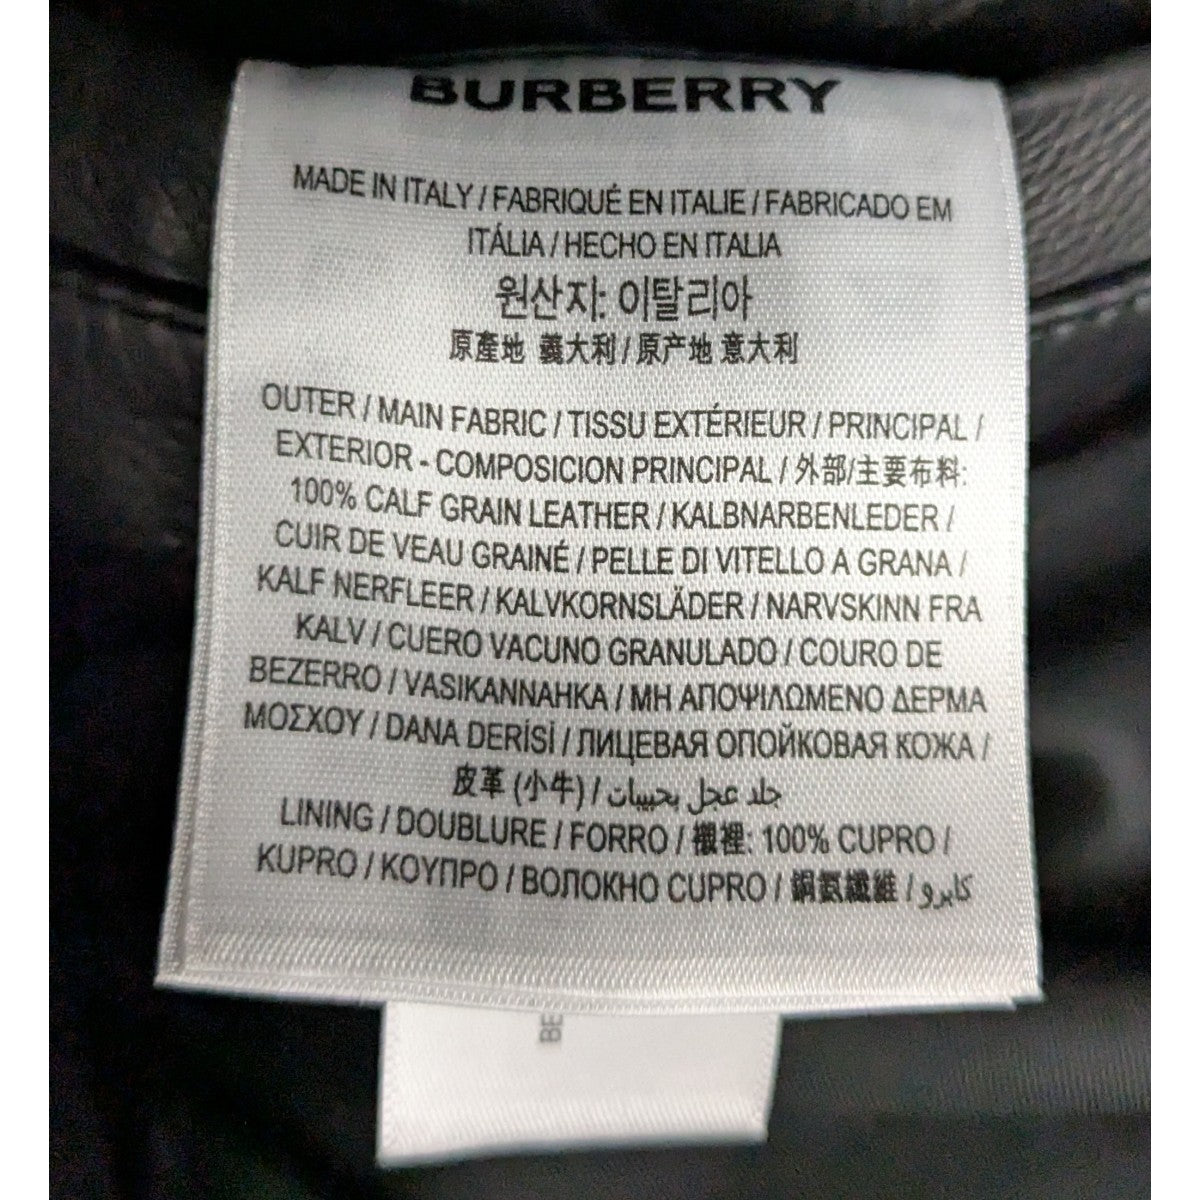 BURBERRY
MADE IN ITALY / FABRIQUÉ EN ITALIE / FABRICADO EM
ITÁLIA / HECHO EN ITALIA
원산지: 이탈리아
原產地 義大利 / 原产地 意大利
OUTER / MAIN FABRIC / TISSU EXTÉRIEUR / PRINCIPAL /
EXTERIOR - COMPOSICION PRINCIPAL / 外部/主要布料:
100% CALF GRAIN LEATHER / KALBNARBENLEDER /
CUIR DE VEAU GRAINÉ / PELLE DI VITELLO A GRANA /
KALF NERFLEER / KALVKORNSLÄDER / NARVSKINN FRA
KALV / CUERO VACUNO GRANULADO / COURO DE
BEZERRO / VASIKANNAHKA / ΜΗ ΑΠΟΨΙΛΩΜΕΝΟ ΔΕΡΜΑ
ΜΟΣΧΟΥ / DANA DERİSİ / ЛИЦЕВАЯ ОПОЙКОВАЯ КОЖА /
皮革 (小牛) / جلد عجل بحبيبات
LINING / DOUBLURE / FORRO / 襯裡: 100% CUPRO /
KUPRO / ΚΟΥΠΡΟ / ВОЛОКНО CUPRO / 銅氨纖維 / كابرو
BE